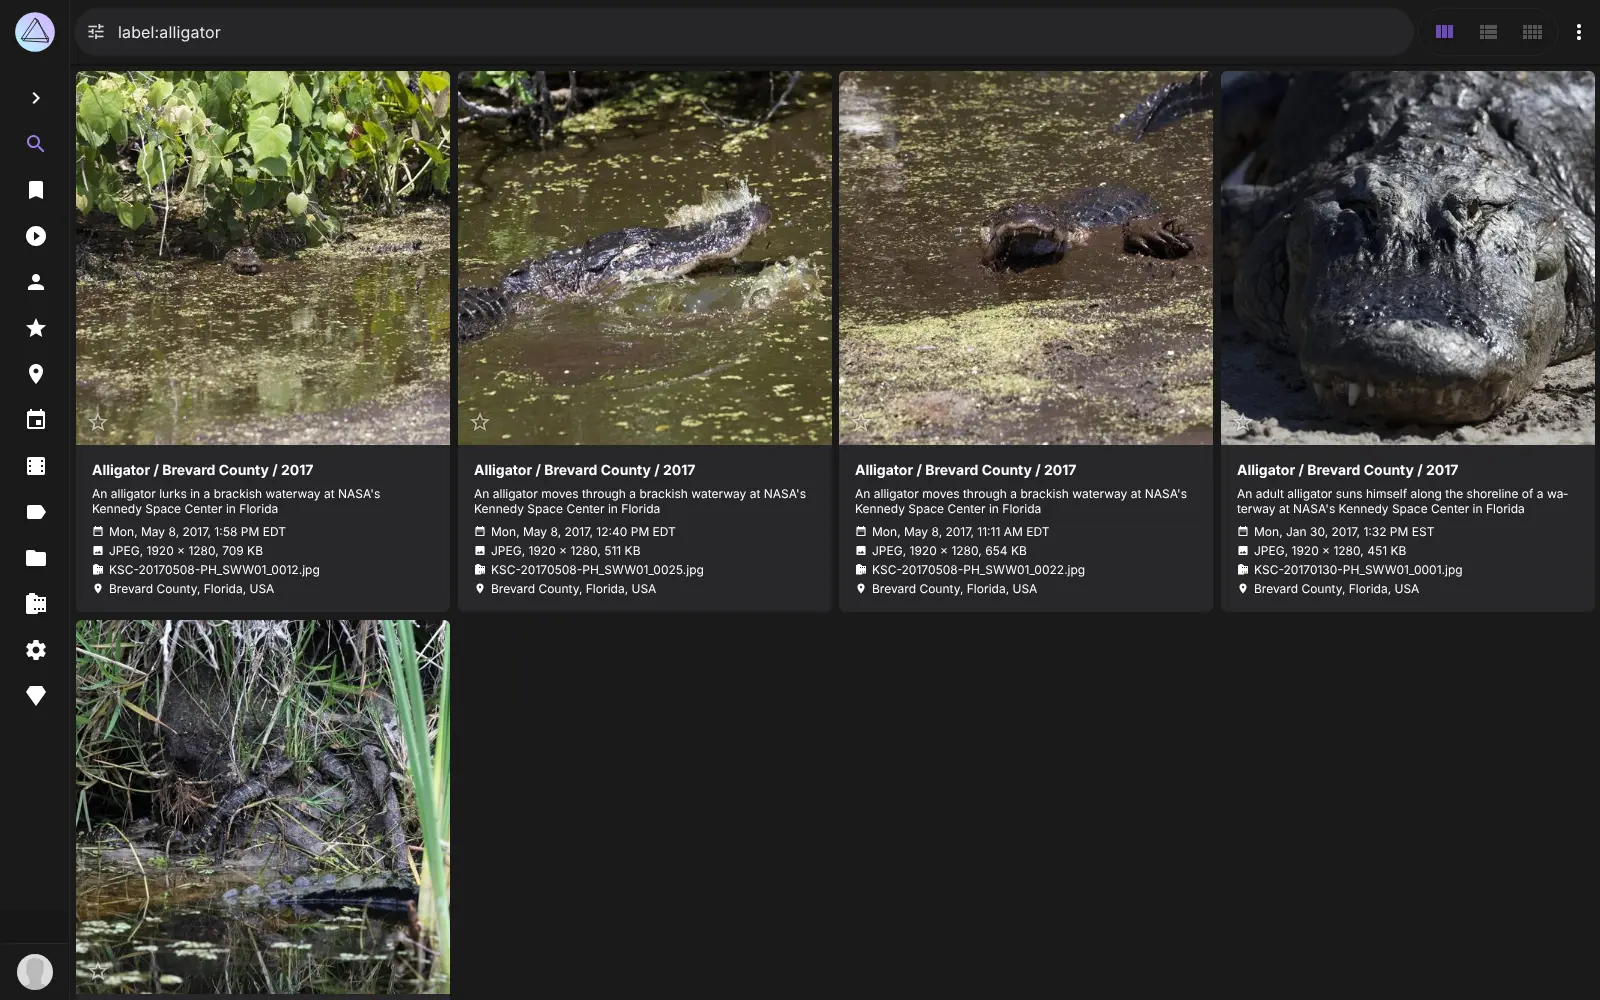 label:alligator
Alligator / Brevard County / 2017
An alligator lurks in a brackish waterway at NASA's
Kennedy Space Center in Florida
Mon, May 8, 2017, 1:58 PM EDT
JPEG, 1920 × 1280, 709 KB
KSC-20170508-PH_SWW01_0012.jpg
Brevard County, Florida, USA
Alligator / Brevard County / 2017
An alligator moves through a brackish waterway at NASA's
Kennedy Space Center in Florida
Mon, May 8, 2017, 12:40 PM EDT
JPEG, 1920 × 1280, 511 KB
KSC-20170508-PH_SWW01_0025.jpg
Brevard County, Florida, USA
Alligator / Brevard County / 2017
An alligator moves through a brackish waterway at NASA's
Kennedy Space Center in Florida
Mon, May 8, 2017, 11:11 AM EDT
JPEG, 1920 × 1280, 654 KB
KSC-20170508-PH_SWW01_0022.jpg
Brevard County, Florida, USA
Alligator / Brevard County / 2017
An adult alligator suns himself along the shoreline of a wa-
terway at NASA's Kennedy Space Center in Florida
Mon, Jan 30, 2017, 1:32 PM EST
JPEG, 1920 × 1280, 451 KB
KSC-20170130-PH_SWW01_0001.jpg
Brevard County, Florida, USA